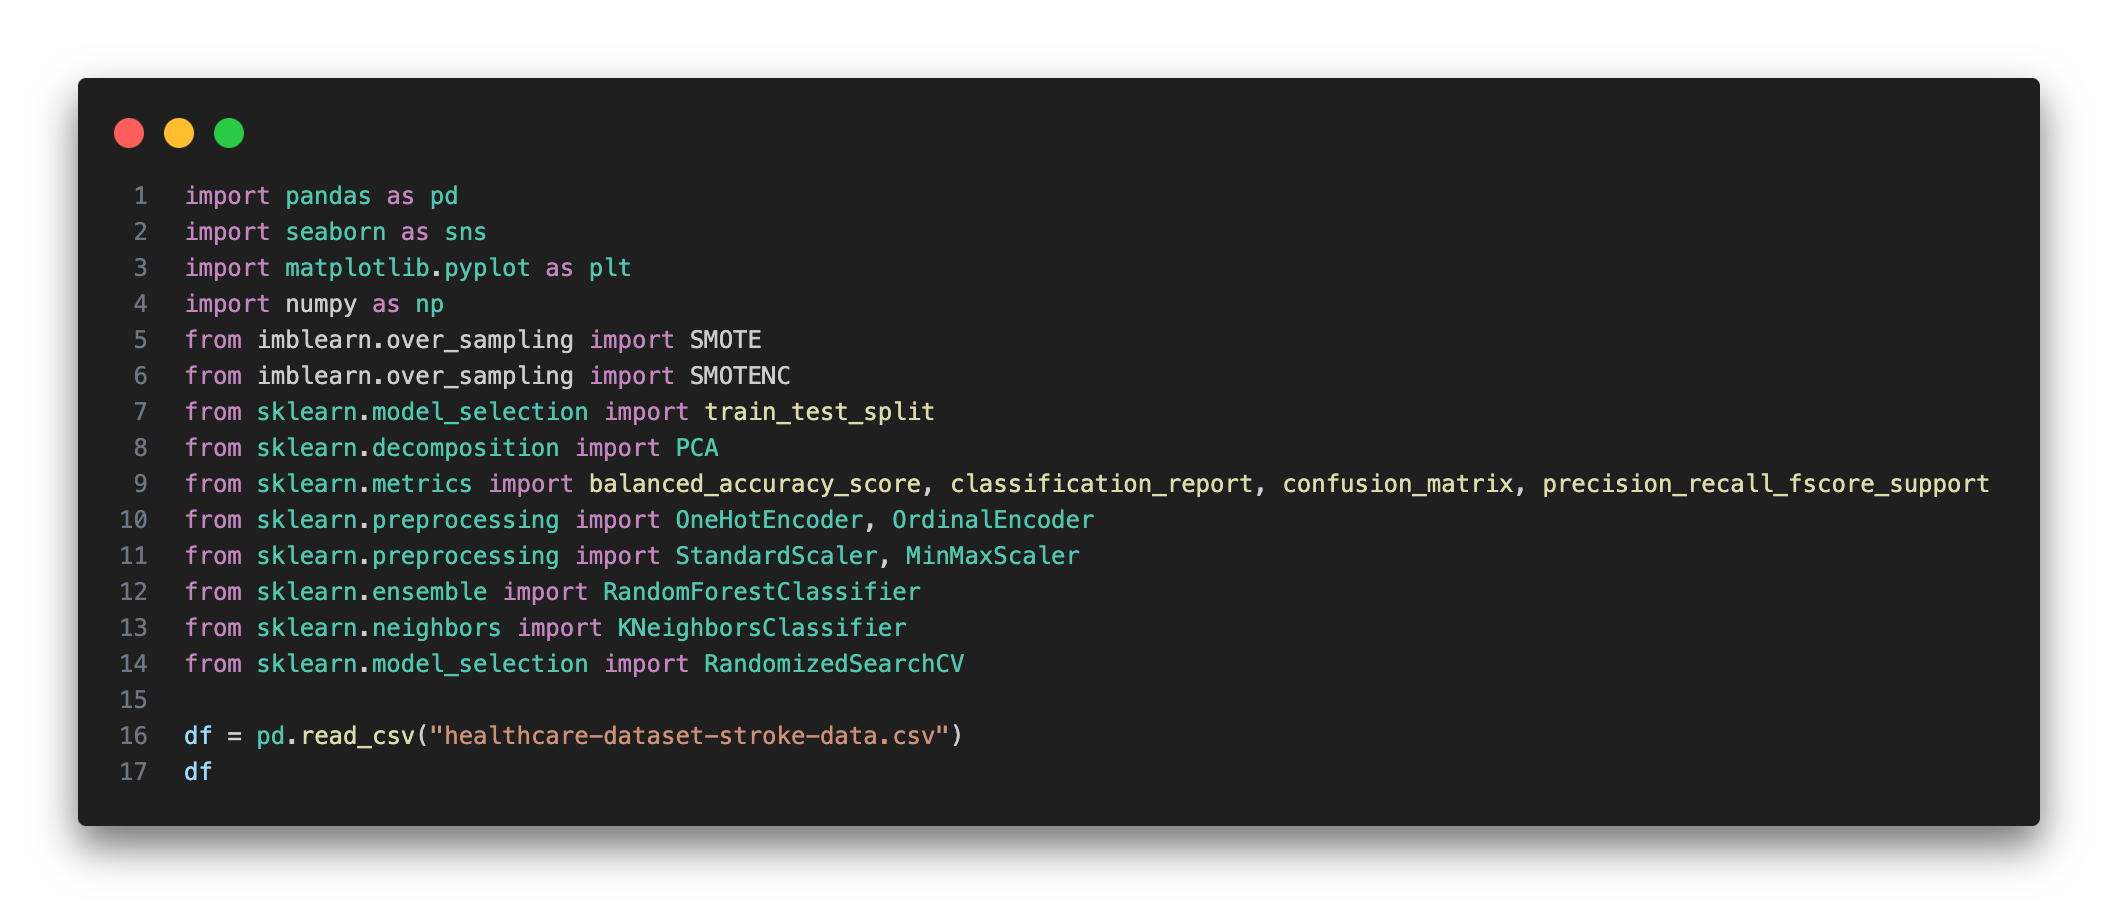 1 import pandas as pd
2 import seaborn as sns
3 import matplotlib.pyplot as plt
4 import numpy as np
5 from imblearn.over_sampling import SMOTE
6 from imblearn.over_sampling import SMOTENC
7 from sklearn.model_selection import train_test_split
8 from sklearn.decomposition import PCA
9 from sklearn.metrics import balanced_accuracy_score, classification_report, confusion_matrix, precision_recall_fscore_support
10 from sklearn.preprocessing import OneHotEncoder, OrdinalEncoder
11 from sklearn.preprocessing import StandardScaler, MinMaxScaler
12 from sklearn.ensemble import RandomForestClassifier
13 from sklearn.neighbors import KNeighborsClassifier
14 from sklearn.model_selection import RandomizedSearchCV
15
16 df = pd.read_csv("healthcare-dataset-stroke-data.csv")
17 df